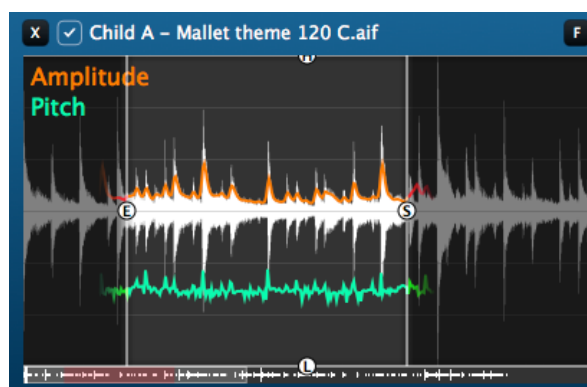 X ✓ Child A – Mallet theme 120 C.aif F
H
Amplitude
Pitch
E S
L